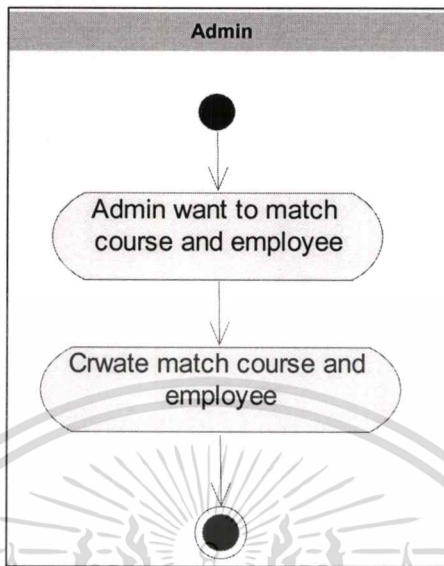 Admin
Admin want to match
course and employee
Crwate match course and
employee